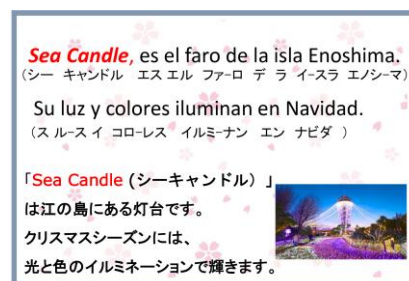 Sea Candle, es el faro de la isla Enoshima.
(シー キャンドル エス エル ファーロ デ ラ イースラ エノシーマ)
Su luz y colores iluminan en Navidad.
(ス ルース イ コローレス イルミーナン エン ナビダ )
「Sea Candle (シーキャンドル) 」
は江の島にある灯台です。
クリスマスシーズンには、
光と色のイルミネーションで輝きます。